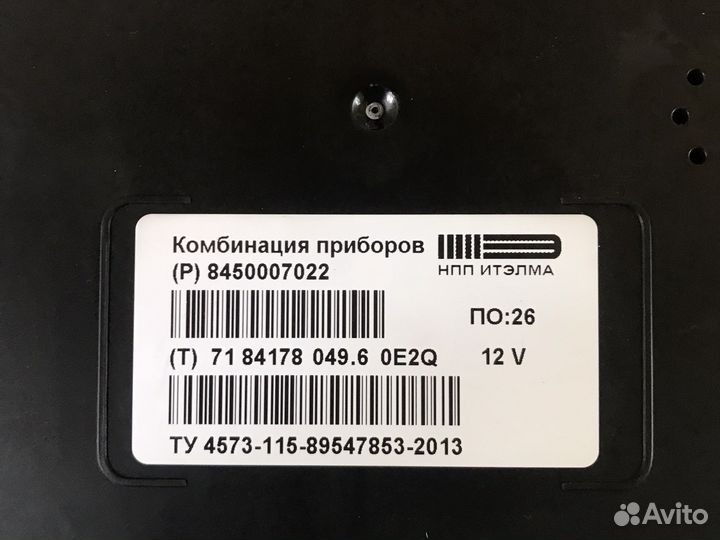 Комбинация приборов
НПП ИТЭЛМА
(P) 8450007022
ПО:26
(T) 71 84178 049.6 0E2Q 12 V
ТУ 4573-115-89547853-2013
Avito